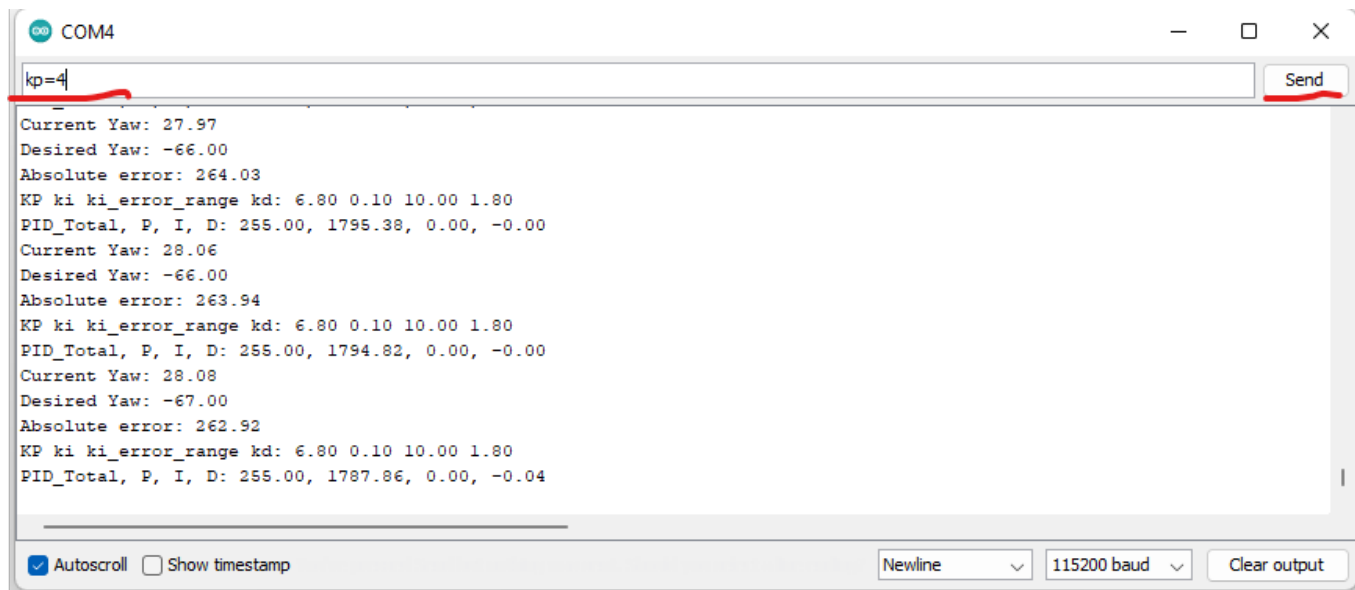 COM4
kp=4
Send
Current Yaw: 27.97
Desired Yaw: -66.00
Absolute error: 264.03
KP ki ki_error_range kd: 6.80 0.10 10.00 1.80
PID_Total, P, I, D: 255.00, 1795.38, 0.00, -0.00
Current Yaw: 28.06
Desired Yaw: -66.00
Absolute error: 263.94
KP ki ki_error_range kd: 6.80 0.10 10.00 1.80
PID_Total, P, I, D: 255.00, 1794.82, 0.00, -0.00
Current Yaw: 28.08
Desired Yaw: -67.00
Absolute error: 262.92
KP ki ki_error_range kd: 6.80 0.10 10.00 1.80
PID_Total, P, I, D: 255.00, 1787.86, 0.00, -0.04
Autoscroll Show timestamp Newline 115200 baud Clear output